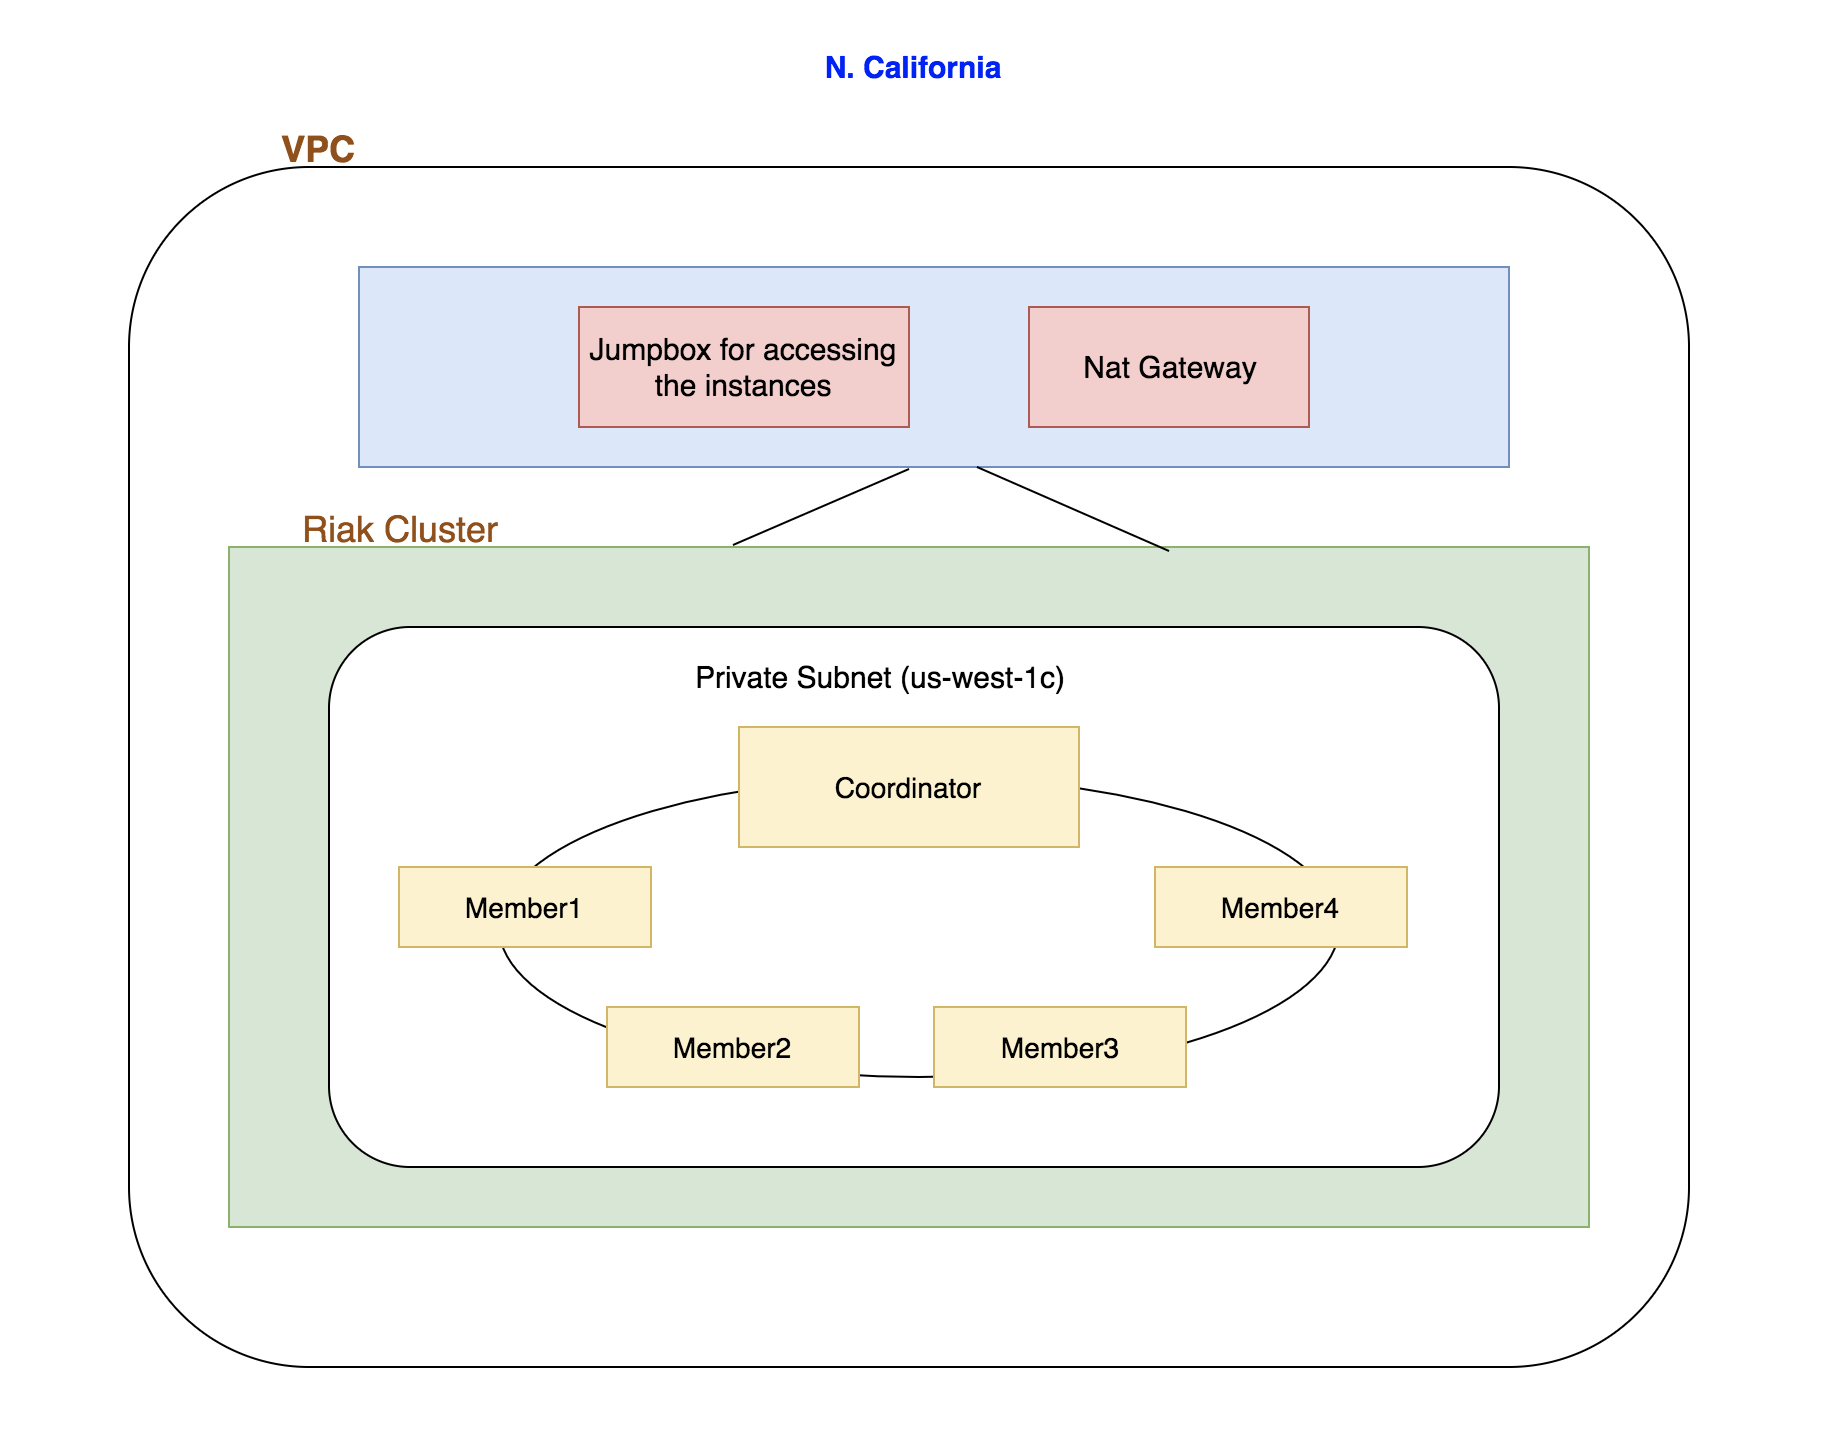 N. California
VPC
Jumpbox for accessing
the instances
Nat Gateway
Riak Cluster
Private Subnet (us-west-1c)
Coordinator
Member1
Member4
Member2
Member3